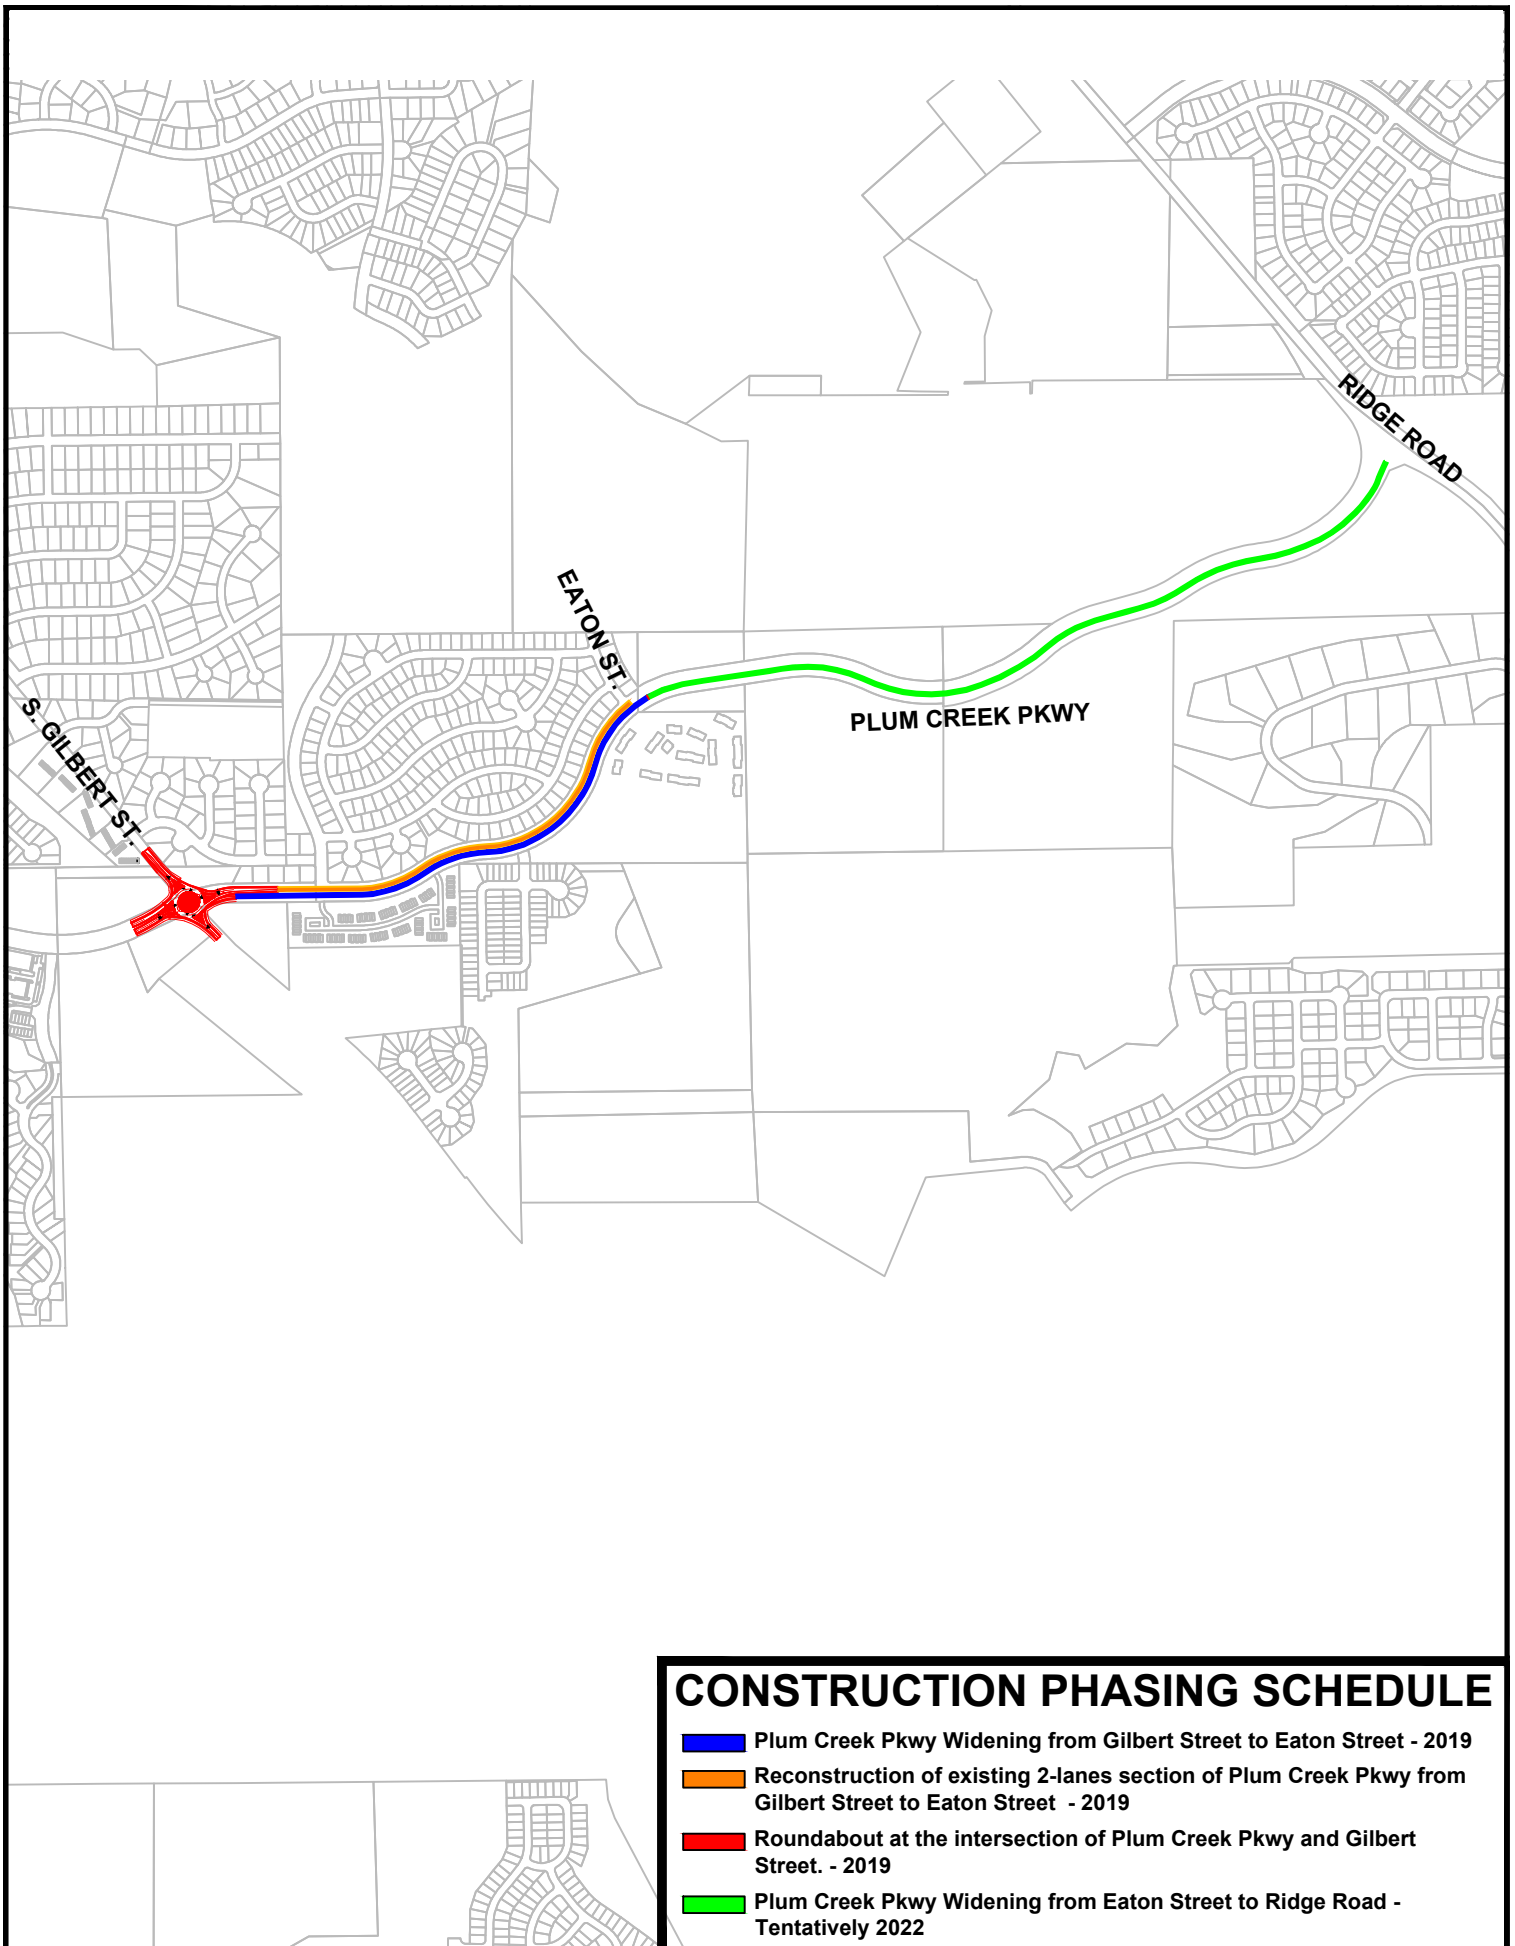 RIDGE ROAD
EATON ST.
S. GILBERT ST.
PLUM CREEK PKWY
CONSTRUCTION PHASING SCHEDULE
Plum Creek Pkwy Widening from Gilbert Street to Eaton Street - 2019
Reconstruction of existing 2-lanes section of Plum Creek Pkwy from
Gilbert Street to Eaton Street - 2019
Roundabout at the intersection of Plum Creek Pkwy and Gilbert
Street. - 2019
Plum Creek Pkwy Widening from Eaton Street to Ridge Road -
Tentatively 2022